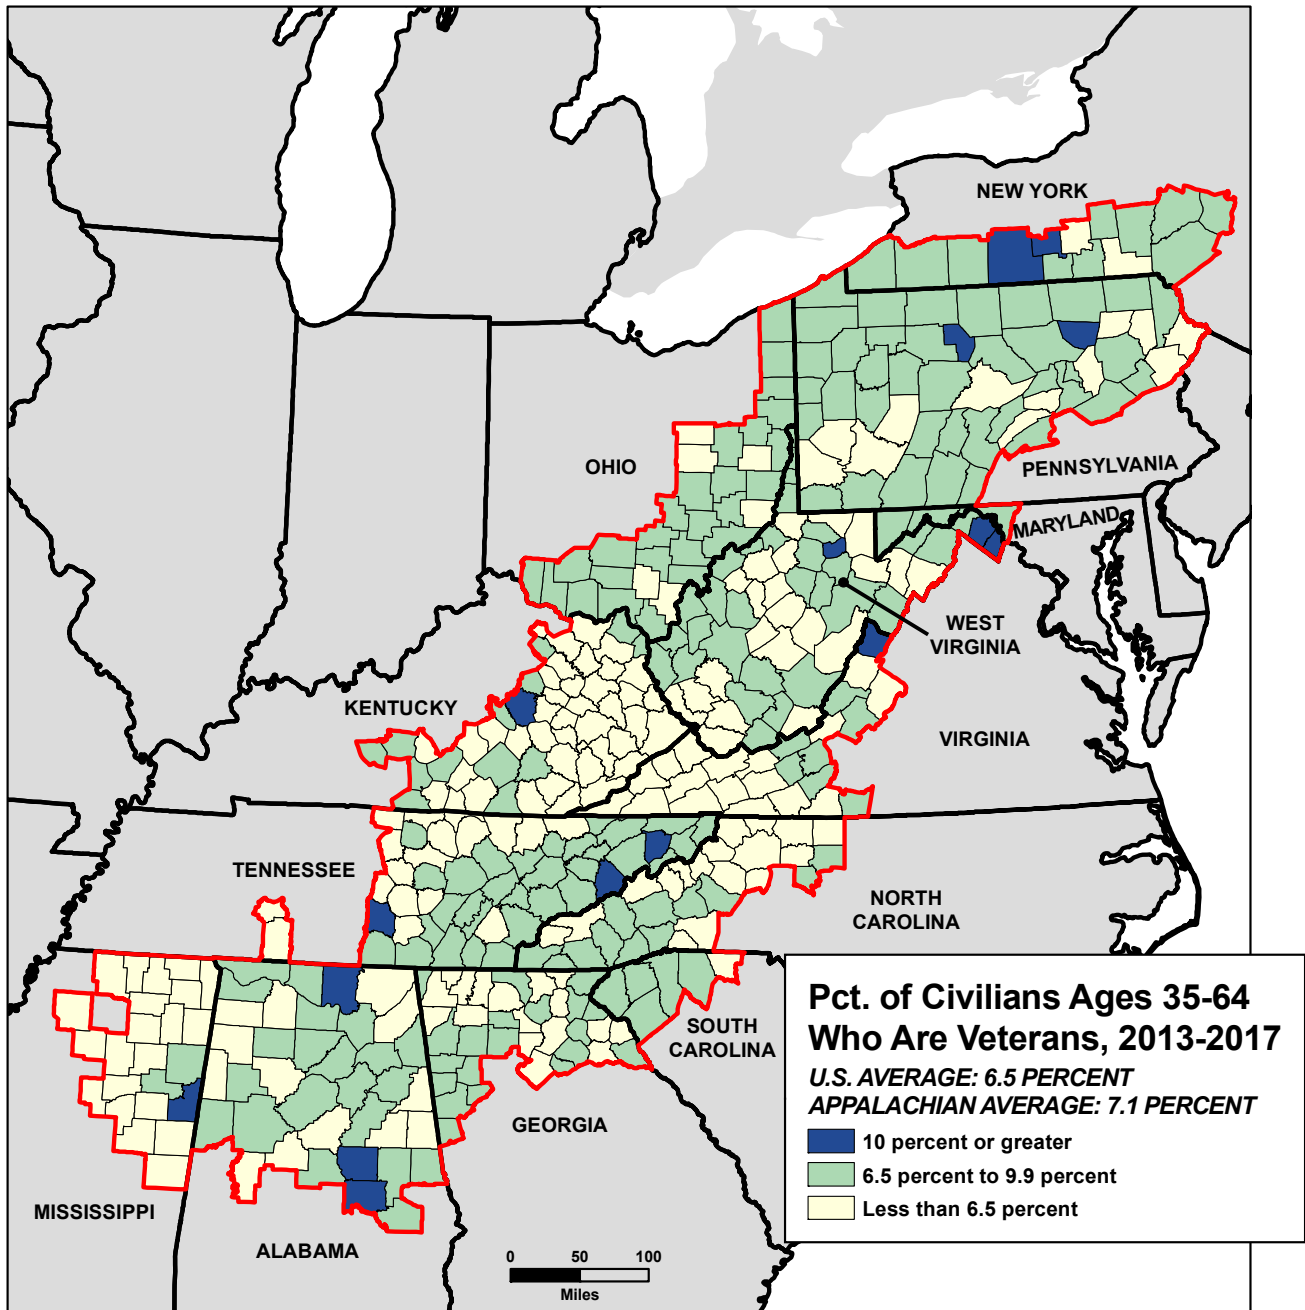 NEW YORK
OHIO
PENNSYLVANIA
MARYLAND
WEST
VIRGINIA
KENTUCKY
VIRGINIA
TENNESSEE
NORTH
CAROLINA
SOUTH
CAROLINA
GEORGIA
MISSISSIPPI
ALABAMA
Pct. of Civilians Ages 35-64
Who Are Veterans, 2013-2017
U.S. AVERAGE: 6.5 PERCENT
APPALACHIAN AVERAGE: 7.1 PERCENT
10 percent or greater
6.5 percent to 9.9 percent
Less than 6.5 percent
0 50 100
Miles